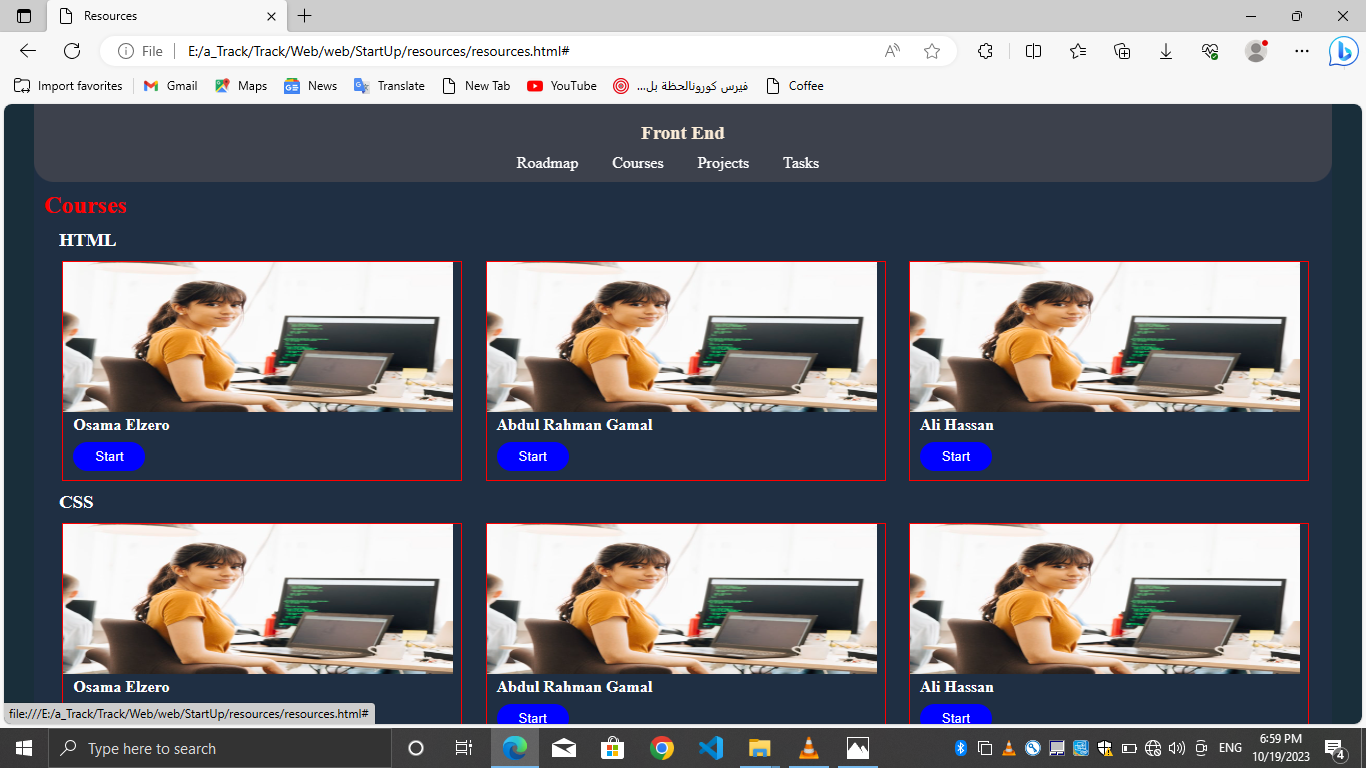 Resources
File
E:/a_Track/Track/Web/web/StartUp/resources/resources.html#
Import favorites
Gmail
Maps
News
Translate
New Tab
YouTube
فيرس كورونالحظة بل...
Coffee
Front End
Roadmap Courses Projects Tasks
Courses
HTML
Osama Elzero
Start
Abdul Rahman Gamal
Start
Ali Hassan
Start
CSS
Osama Elzero
Abdul Rahman Gamal
Start
Ali Hassan
Start
file:///E:/a_Track/Track/Web/web/StartUp/resources/resources.html#
Type here to search
ENG
6:59 PM
10/19/2023
4